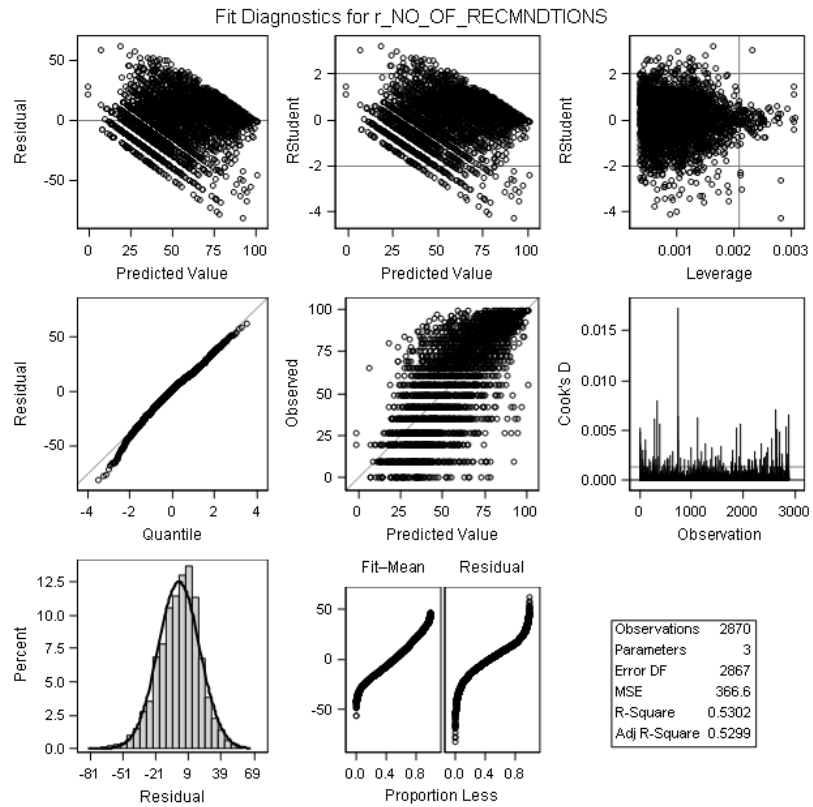 Fit Diagnostics for r_NO_OF_RECMNDTIONS
Residual
50
0
-50
0 25 50 75 100
Predicted Value
RStudent
2
0
-2
-4
0 25 50 75 100
Predicted Value
RStudent
2
0
-2
-4
0.001 0.002 0.003
Leverage
Residual
50
0
-50
-4 -2 0 2 4
Quantile
Observed
100
75
50
25
0
0 25 50 75 100
Predicted Value
Cook's D
0.015
0.010
0.005
0.000
0 1000 2000 3000
Observation
Percent
12.5
10.0
7.5
5.0
2.5
0.0
-81 -51 -21 9 39 69
Residual
Fit–Mean Residual
50
0
-50
0.0 0.4 0.8 0.0 0.4 0.8
Proportion Less
Observations 2870
Parameters 3
Error DF 2867
MSE 366.6
R-Square 0.5302
Adj R-Square 0.5299